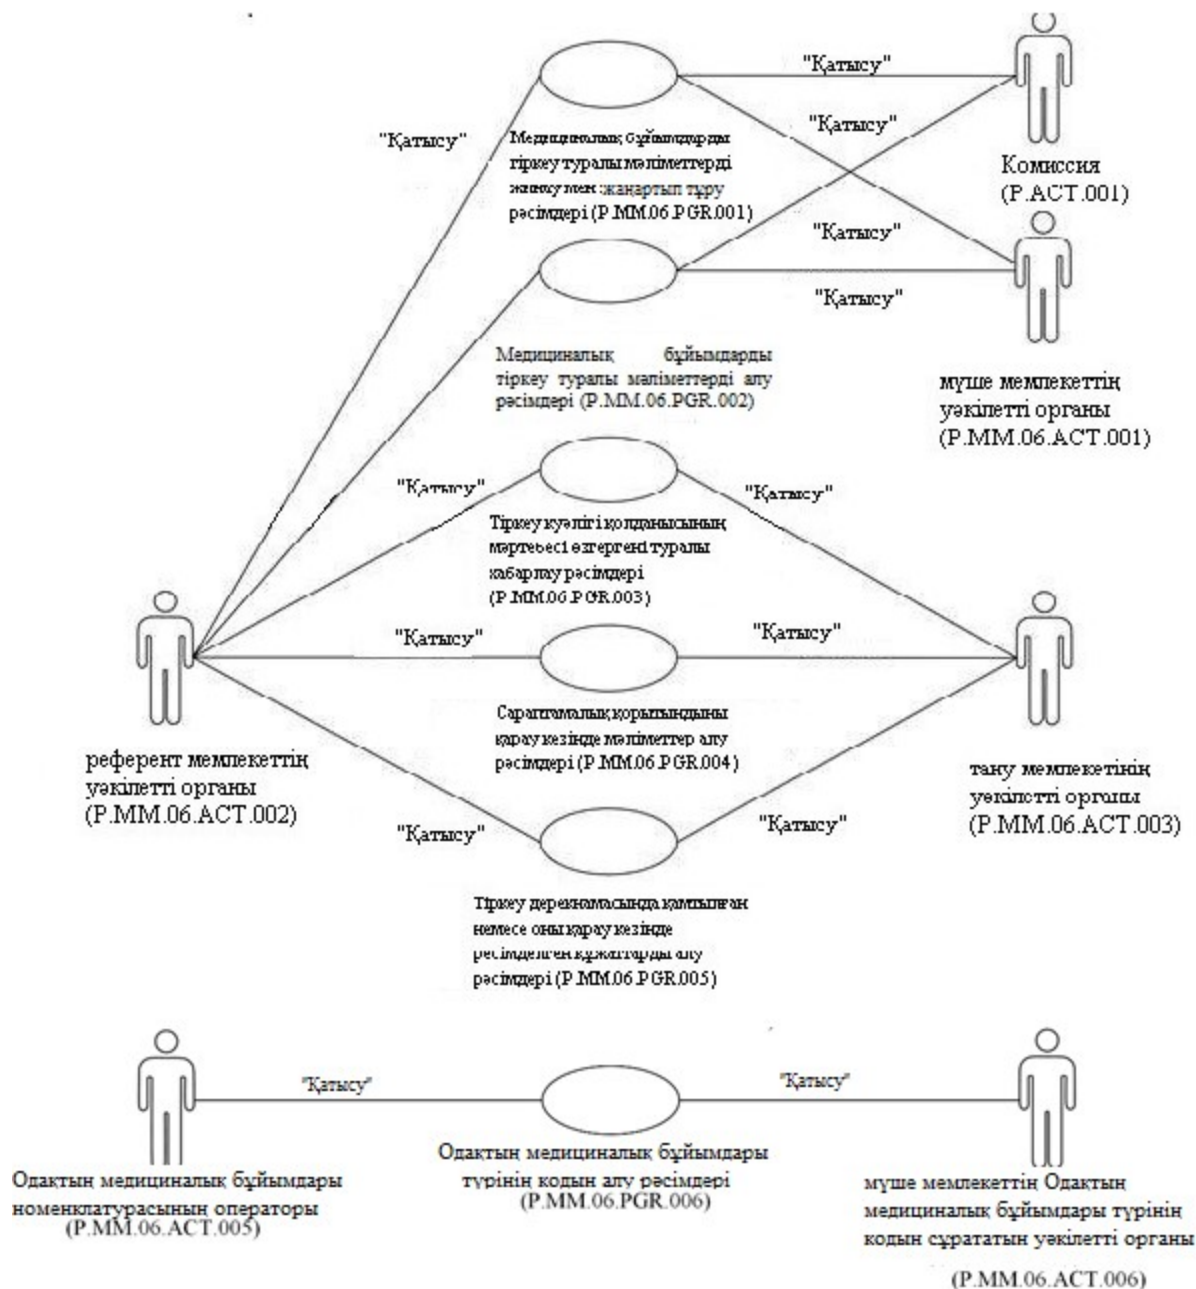 "Қатысу"
"Қатысу"
"Қатысу"
Медициналық бұйымдарды
тіркеу туралы мәліметтерді
жинау мен жаңартып тұру
рәсімдері (P.MM.06.PGR.001)
Комиссия
(P.ACT.001)
"Қатысу"
"Қатысу"
Медициналық бұйымдарды
тіркеу туралы мәліметтерді алу
рәсімдері (P.MM.06.PGR.002)
мүше мемлекеттің
уәкілетті органы
(P.MM.06.ACT.001)
"Қатысу"
"Қатысу"
Тіркеу куәлігі қолданысының
мәртебесі өзгергені туралы
хабарлау рәсімдері
(P.MM.06.PGR.003)
"Қатысу"
"Қатысу"
Сараптамалық қорытындыны
қарау кезінде мәліметтер алу
рәсімдері (P.MM.06.PGR.004)
референт мемлекеттің
уәкілетті органы
(P.MM.06.ACT.002)
тану мемлекетінің
уәкілетті органы
(P.MM.06.ACT.003)
"Қатысу"
"Қатысу"
Тіркеу дерекнамасында қамтылған
немесе оны қарау кезінде
ресімделген құжаттарды алу
рәсімдері (P.MM.06.PGR.005)
"Қатысу"
"Қатысу"
Одақтың медициналық бұйымдары
номенклатурасының операторы
(P.MM.06.ACT.005)
Одақтың медициналық бұйымдары
түрінің кодын алу рәсімдері
(P.MM.06.PGR.006)
мүше мемлекеттің Одақтың
медициналық бұйымдары түрінің
кодын сұрататын уәкілетті органы
(P.MM.06.ACT.006)